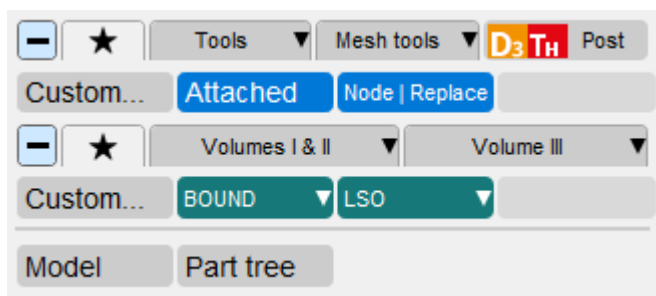 Tools Mesh tools D3 TH Post
Custom... Attached Node | Replace
Volumes I & II Volume III
Custom... BOUND LSO
Model Part tree